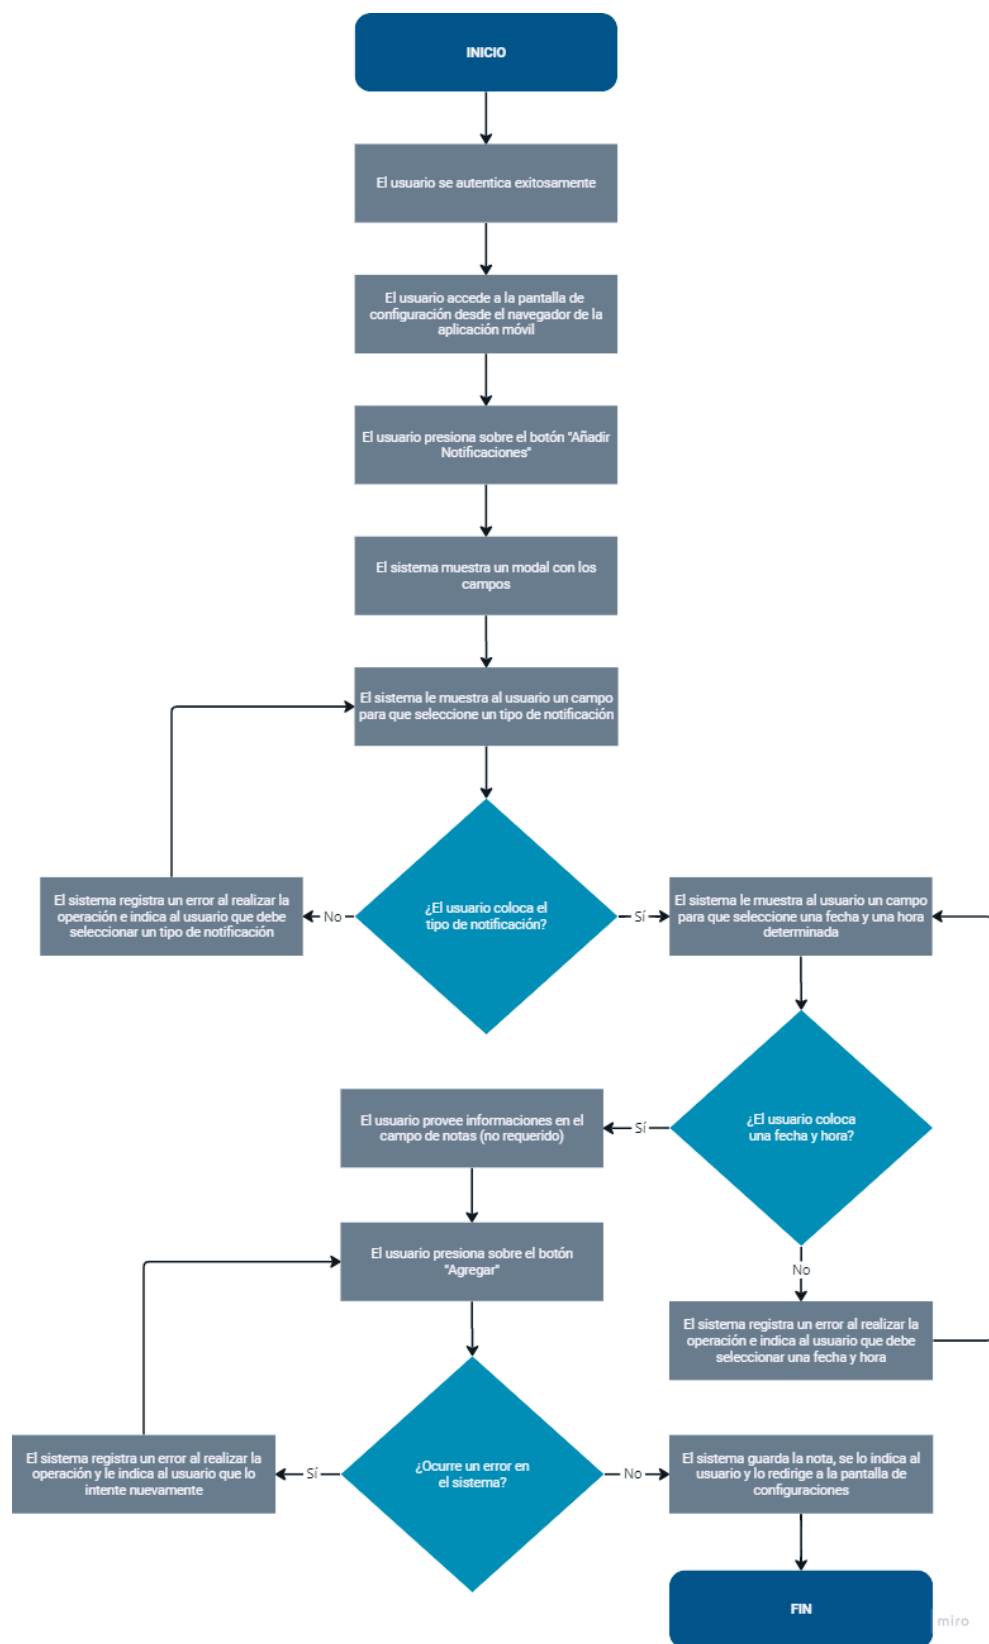 INICIO
El usuario se autentica exitosamente
El usuario accede a la pantalla de
configuración desde el navegador de la
aplicación móvil
El usuario presiona sobre el botón "Añadir
Notificaciones"
El sistema muestra un modal con los
campos
El sistema le muestra al usuario un campo
para que seleccione un tipo de notificación
¿El usuario coloca el
tipo de notificación?
No
El sistema registra un error al realizar la
operación e indica al usuario que debe
seleccionar un tipo de notificación
Sí
El sistema le muestra al usuario un campo
para que seleccione una fecha y una hora
determinada
¿El usuario coloca
una fecha y hora?
No
El sistema registra un error al realizar la
operación e indica al usuario que debe
seleccionar una fecha y hora
Sí
El usuario provee informaciones en el
campo de notas (no requerido)
El usuario presiona sobre el botón
"Agregar"
¿Ocurre un error en
el sistema?
Sí
El sistema registra un error al realizar la
operación y le indica al usuario que lo
intente nuevamente
No
El sistema guarda la nota, se lo indica al
usuario y lo redirige a la pantalla de
configuraciones
FIN
miro